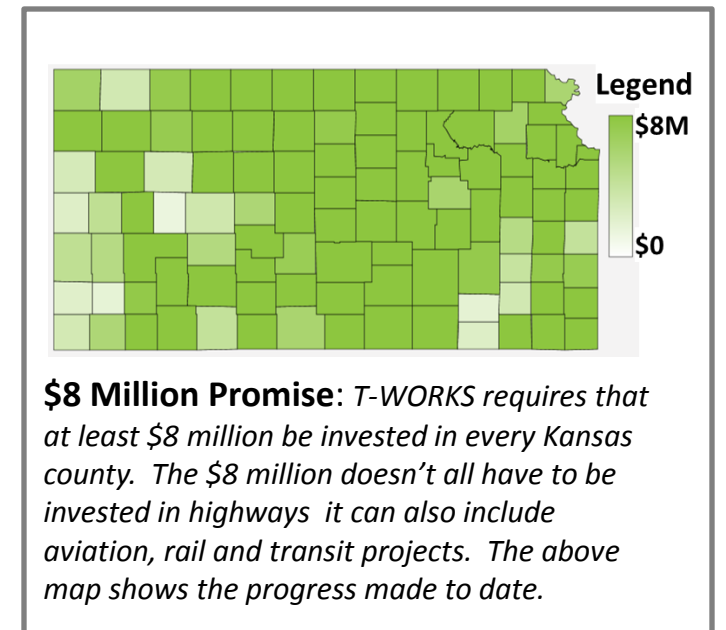 Legend
$8M
$0
$8 Million Promise: T-WORKS requires that
at least $8 million be invested in every Kansas
county.  The $8 million doesn’t all have to be
invested in highways  it can also include
aviation, rail and transit projects.  The above
map shows the progress made to date.